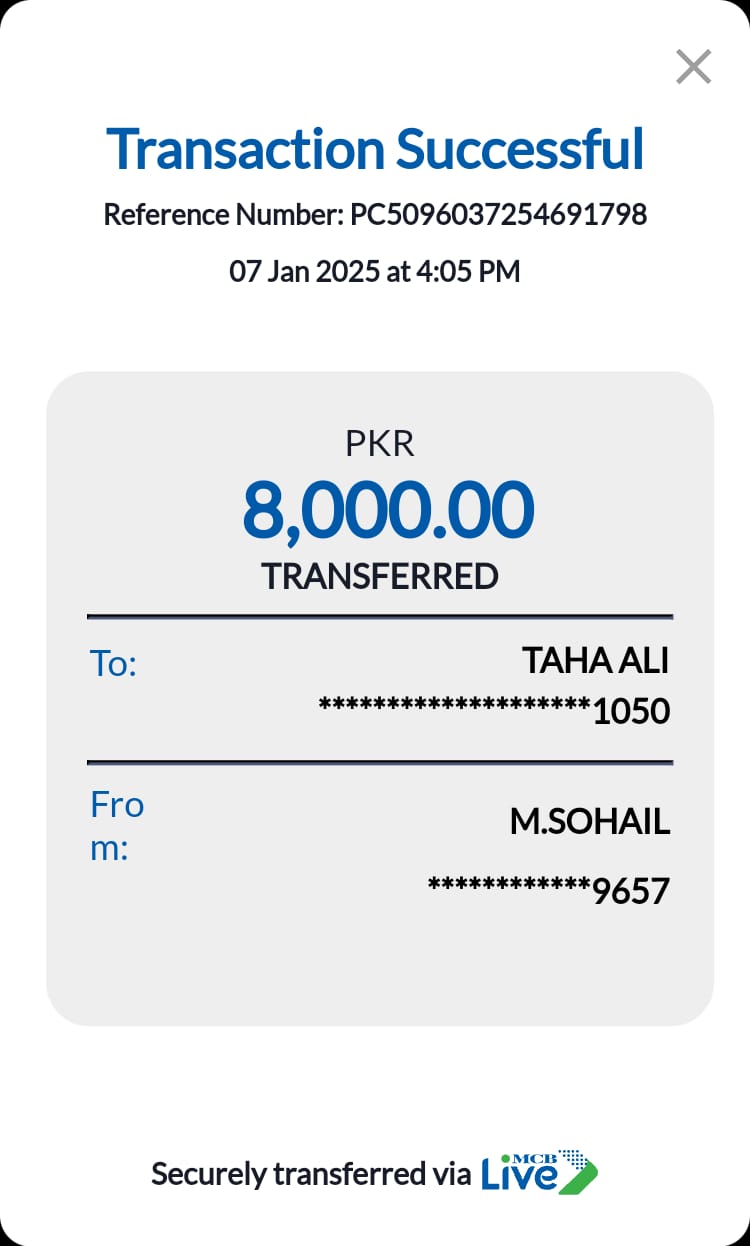 Transaction Successful
Reference Number: PC5096037254691798
07 Jan 2025 at 4:05 PM
PKR
8,000.00
TRANSFERRED
To:
TAHA ALI
********************1050
Fro
m:
M.SOHAIL
************9657
Securely transferred via MCB Live